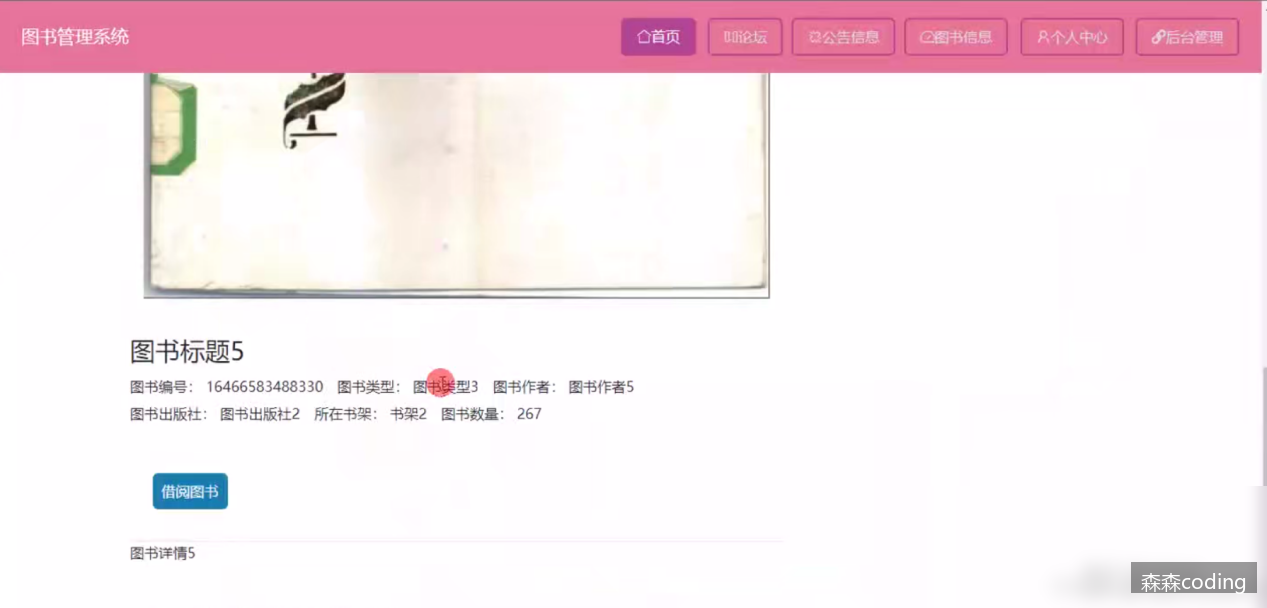 图书管理系统
首页 论坛 公告信息 图书信息 个人中心 后台管理
图书标题5
图书编号： 16466583488330 图书类型： 图书类型3 图书作者： 图书作者5
图书出版社： 图书出版社2 所在书架： 书架2 图书数量： 267
借阅图书
图书详情5
森森coding